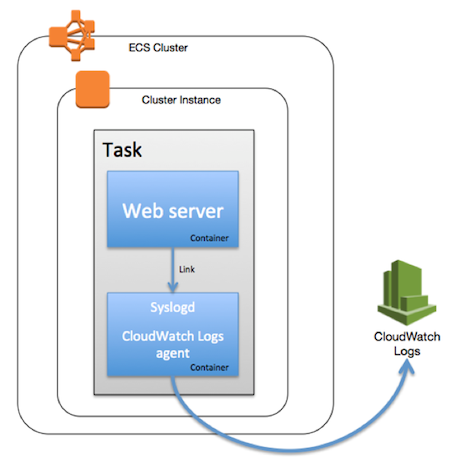 ECS Cluster
Cluster Instance
Task
Web server
Container
Link
Syslogd
CloudWatch Logs
agent
Container
CloudWatch
Logs